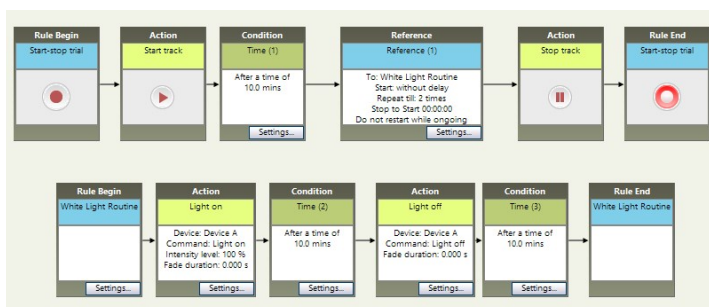 Rule Begin
Start-stop trial
Action
Start track
Condition
Time (1)
After a time of
10.0 mins
Settings...
Reference
Reference (1)
To: White Light Routine
Start: without delay
Repeat till: 2 times
Stop to Start 00:00:00
Do not restart while ongoing
Settings...
Action
Stop track
Rule End
Start-stop trial
Rule Begin
White Light Routine
Settings...
Action
Light on
Device: Device A
Command: Light on
Intensity level: 100 %
Fade duration: 0.000 s
Settings...
Condition
Time (2)
After a time of
10.0 mins
Settings...
Action
Light off
Device: Device A
Command: Light off
Fade duration: 0.000 s
Settings...
Condition
Time (3)
After a time of
10.0 mins
Settings...
Rule End
White Light Routine